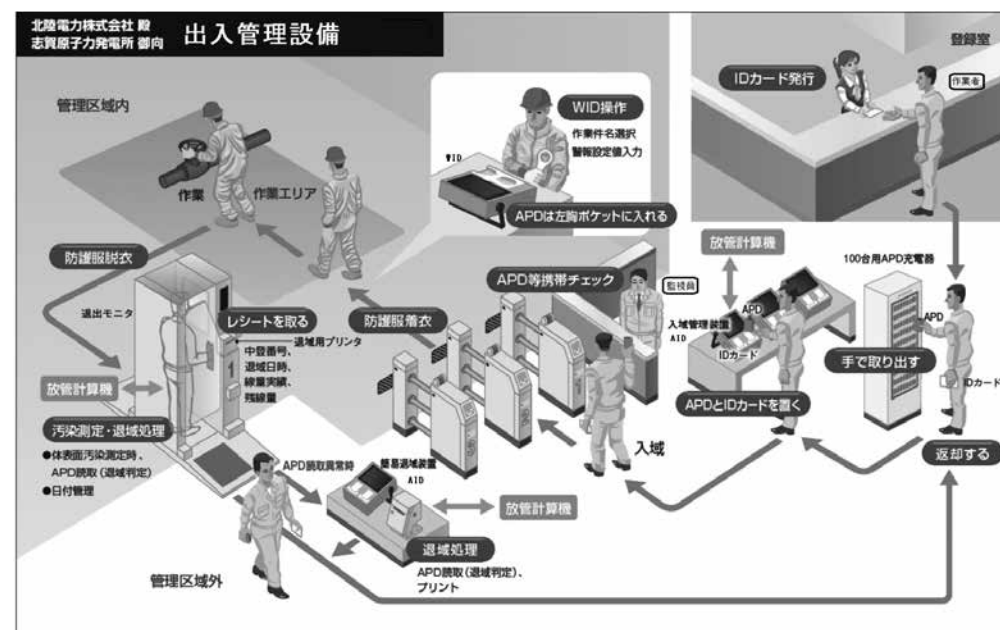 北陸電力株式会社 殿
志賀原子力発電所 御向
出入管理設備
登録室
IDカード発行
作業者
管理区域内
WID操作
作業件名選択
警報設定値入力
WID
APDは左胸ポケットに入れる
作業
作業エリア
防護服脱衣
退出モニタ
レシートを取る
退域用プリンタ
中登番号、
退域日時、
線量実績、
残線量
防護服着衣
APD等携帯チェック
監視員
放管計算機
入域管理装置
AID
APD
IDカード
APDとIDカードを置く
100台用APD充電器
APD
手で取り出す
IDカード
返却する
入域
放管計算機
汚染測定・退域処理
●体表面汚染測定時、
APD読取(退域判定)
●日付管理
APD読取異常時
簡易退域装置
AID
放管計算機
退域処理
APD読取(退域判定)、
プリント
管理区域外
1